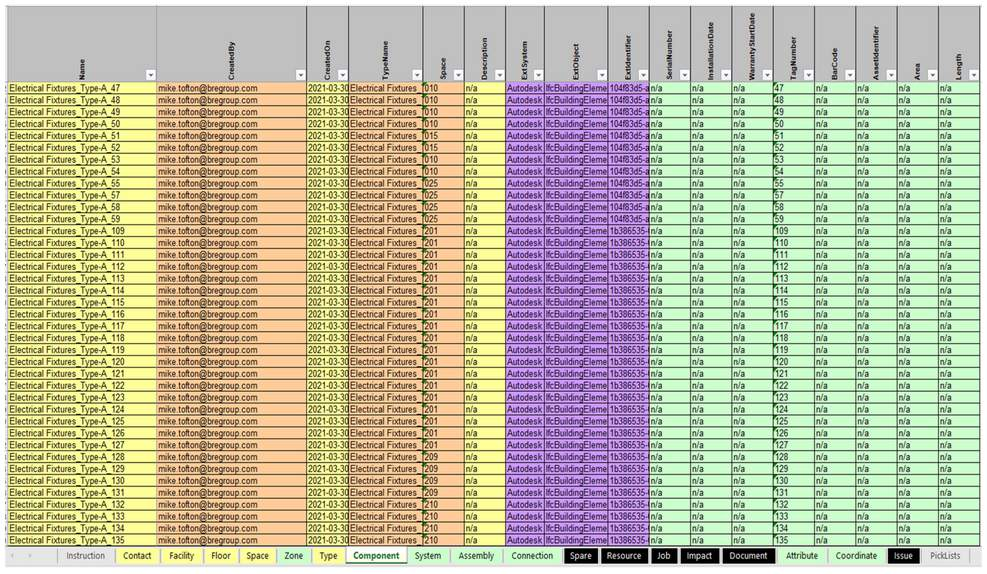 Name CreatedBy CreatedOn TypeName Space Description ExtSystem ExtObject ExtIdentifier SerialNumber InstallationDate WarrantyStartDate TagNumber BarCode AssetIdentifier Area Length
Electrical Fixtures_Type-A_47 mike.tofton@bregroup.com 2021-03-30 Electrical Fixtures_ 010 n/a Autodesk IfcBuildingEleme 104f83d5-a n/a n/a n/a 47 n/a n/a n/a n/a
Electrical Fixtures_Type-A_48 mike.tofton@bregroup.com 2021-03-30 Electrical Fixtures_ 010 n/a Autodesk IfcBuildingEleme 104f83d5-a n/a n/a n/a 48 n/a n/a n/a n/a
Electrical Fixtures_Type-A_49 mike.tofton@bregroup.com 2021-03-30 Electrical Fixtures_ 010 n/a Autodesk IfcBuildingEleme 104f83d5-a n/a n/a n/a 49 n/a n/a n/a n/a
Electrical Fixtures_Type-A_50 mike.tofton@bregroup.com 2021-03-30 Electrical Fixtures_ 010 n/a Autodesk IfcBuildingEleme 104f83d5-a n/a n/a n/a 50 n/a n/a n/a n/a
Electrical Fixtures_Type-A_51 mike.tofton@bregroup.com 2021-03-30 Electrical Fixtures_ 015 n/a Autodesk IfcBuildingEleme 104f83d5-a n/a n/a n/a 51 n/a n/a n/a n/a
Electrical Fixtures_Type-A_52 mike.tofton@bregroup.com 2021-03-30 Electrical Fixtures_ 015 n/a Autodesk IfcBuildingEleme 104f83d5-a n/a n/a n/a 52 n/a n/a n/a n/a
Electrical Fixtures_Type-A_53 mike.tofton@bregroup.com 2021-03-30 Electrical Fixtures_ 010 n/a Autodesk IfcBuildingEleme 104f83d5-a n/a n/a n/a 53 n/a n/a n/a n/a
Electrical Fixtures_Type-A_54 mike.tofton@bregroup.com 2021-03-30 Electrical Fixtures_ 010 n/a Autodesk IfcBuildingEleme 104f83d5-a n/a n/a n/a 54 n/a n/a n/a n/a
Electrical Fixtures_Type-A_55 mike.tofton@bregroup.com 2021-03-30 Electrical Fixtures_ 025 n/a Autodesk IfcBuildingEleme 104f83d5-a n/a n/a n/a 55 n/a n/a n/a n/a
Electrical Fixtures_Type-A_57 mike.tofton@bregroup.com 2021-03-30 Electrical Fixtures_ 025 n/a Autodesk IfcBuildingEleme 104f83d5-a n/a n/a n/a 57 n/a n/a n/a n/a
Electrical Fixtures_Type-A_58 mike.tofton@bregroup.com 2021-03-30 Electrical Fixtures_ 025 n/a Autodesk IfcBuildingEleme 104f83d5-a n/a n/a n/a 58 n/a n/a n/a n/a
Electrical Fixtures_Type-A_59 mike.tofton@bregroup.com 2021-03-30 Electrical Fixtures_ 025 n/a Autodesk IfcBuildingEleme 104f83d5-a n/a n/a n/a 59 n/a n/a n/a n/a
Electrical Fixtures_Type-A_109 mike.tofton@bregroup.com 2021-03-30 Electrical Fixtures_ 201 n/a Autodesk IfcBuildingEleme 1b386535- n/a n/a n/a 109 n/a n/a n/a n/a
Electrical Fixtures_Type-A_110 mike.tofton@bregroup.com 2021-03-30 Electrical Fixtures_ 201 n/a Autodesk IfcBuildingEleme 1b386535- n/a n/a n/a 110 n/a n/a n/a n/a
Electrical Fixtures_Type-A_111 mike.tofton@bregroup.com 2021-03-30 Electrical Fixtures_ 201 n/a Autodesk IfcBuildingEleme 1b386535- n/a n/a n/a 111 n/a n/a n/a n/a
Electrical Fixtures_Type-A_112 mike.tofton@bregroup.com 2021-03-30 Electrical Fixtures_ 201 n/a Autodesk IfcBuildingEleme 1b386535- n/a n/a n/a 112 n/a n/a n/a n/a
Electrical Fixtures_Type-A_113 mike.tofton@bregroup.com 2021-03-30 Electrical Fixtures_ 201 n/a Autodesk IfcBuildingEleme 1b386535- n/a n/a n/a 113 n/a n/a n/a n/a
Electrical Fixtures_Type-A_114 mike.tofton@bregroup.com 2021-03-30 Electrical Fixtures_ 201 n/a Autodesk IfcBuildingEleme 1b386535- n/a n/a n/a 114 n/a n/a n/a n/a
Electrical Fixtures_Type-A_115 mike.tofton@bregroup.com 2021-03-30 Electrical Fixtures_ 201 n/a Autodesk IfcBuildingEleme 1b386535- n/a n/a n/a 115 n/a n/a n/a n/a
Electrical Fixtures_Type-A_116 mike.tofton@bregroup.com 2021-03-30 Electrical Fixtures_ 201 n/a Autodesk IfcBuildingEleme 1b386535- n/a n/a n/a 116 n/a n/a n/a n/a
Electrical Fixtures_Type-A_117 mike.tofton@bregroup.com 2021-03-30 Electrical Fixtures_ 201 n/a Autodesk IfcBuildingEleme 1b386535- n/a n/a n/a 117 n/a n/a n/a n/a
Electrical Fixtures_Type-A_118 mike.tofton@bregroup.com 2021-03-30 Electrical Fixtures_ 201 n/a Autodesk IfcBuildingEleme 1b386535- n/a n/a n/a 118 n/a n/a n/a n/a
Electrical Fixtures_Type-A_119 mike.tofton@bregroup.com 2021-03-30 Electrical Fixtures_ 201 n/a Autodesk IfcBuildingEleme 1b386535- n/a n/a n/a 119 n/a n/a n/a n/a
Electrical Fixtures_Type-A_120 mike.tofton@bregroup.com 2021-03-30 Electrical Fixtures_ 201 n/a Autodesk IfcBuildingEleme 1b386535- n/a n/a n/a 120 n/a n/a n/a n/a
Electrical Fixtures_Type-A_121 mike.tofton@bregroup.com 2021-03-30 Electrical Fixtures_ 201 n/a Autodesk IfcBuildingEleme 1b386535- n/a n/a n/a 121 n/a n/a n/a n/a
Electrical Fixtures_Type-A_122 mike.tofton@bregroup.com 2021-03-30 Electrical Fixtures_ 201 n/a Autodesk IfcBuildingEleme 1b386535- n/a n/a n/a 122 n/a n/a n/a n/a
Electrical Fixtures_Type-A_123 mike.tofton@bregroup.com 2021-03-30 Electrical Fixtures_ 201 n/a Autodesk IfcBuildingEleme 1b386535- n/a n/a n/a 123 n/a n/a n/a n/a
Electrical Fixtures_Type-A_124 mike.tofton@bregroup.com 2021-03-30 Electrical Fixtures_ 201 n/a Autodesk IfcBuildingEleme 1b386535- n/a n/a n/a 124 n/a n/a n/a n/a
Electrical Fixtures_Type-A_125 mike.tofton@bregroup.com 2021-03-30 Electrical Fixtures_ 201 n/a Autodesk IfcBuildingEleme 1b386535- n/a n/a n/a 125 n/a n/a n/a n/a
Electrical Fixtures_Type-A_126 mike.tofton@bregroup.com 2021-03-30 Electrical Fixtures_ 201 n/a Autodesk IfcBuildingEleme 1b386535- n/a n/a n/a 126 n/a n/a n/a n/a
Electrical Fixtures_Type-A_127 mike.tofton@bregroup.com 2021-03-30 Electrical Fixtures_ 201 n/a Autodesk IfcBuildingEleme 1b386535- n/a n/a n/a 127 n/a n/a n/a n/a
Electrical Fixtures_Type-A_128 mike.tofton@bregroup.com 2021-03-30 Electrical Fixtures_ 209 n/a Autodesk IfcBuildingEleme 1b386535- n/a n/a n/a 128 n/a n/a n/a n/a
Electrical Fixtures_Type-A_129 mike.tofton@bregroup.com 2021-03-30 Electrical Fixtures_ 209 n/a Autodesk IfcBuildingEleme 1b386535- n/a n/a n/a 129 n/a n/a n/a n/a
Electrical Fixtures_Type-A_130 mike.tofton@bregroup.com 2021-03-30 Electrical Fixtures_ 209 n/a Autodesk IfcBuildingEleme 1b386535- n/a n/a n/a 130 n/a n/a n/a n/a
Electrical Fixtures_Type-A_131 mike.tofton@bregroup.com 2021-03-30 Electrical Fixtures_ 209 n/a Autodesk IfcBuildingEleme 1b386535- n/a n/a n/a 131 n/a n/a n/a n/a
Electrical Fixtures_Type-A_132 mike.tofton@bregroup.com 2021-03-30 Electrical Fixtures_ 210 n/a Autodesk IfcBuildingEleme 1b386535- n/a n/a n/a 132 n/a n/a n/a n/a
Electrical Fixtures_Type-A_133 mike.tofton@bregroup.com 2021-03-30 Electrical Fixtures_ 210 n/a Autodesk IfcBuildingEleme 1b386535- n/a n/a n/a 133 n/a n/a n/a n/a
Electrical Fixtures_Type-A_134 mike.tofton@bregroup.com 2021-03-30 Electrical Fixtures_ 210 n/a Autodesk IfcBuildingEleme 1b386535- n/a n/a n/a 134 n/a n/a n/a n/a
Electrical Fixtures_Type-A_135 mike.tofton@bregroup.com 2021-03-30 Electrical Fixtures_ 210 n/a Autodesk IfcBuildingEleme 1b386535- n/a n/a n/a 135 n/a n/a n/a n/a
Instruction Contact Facility Floor Space Zone Type Component System Assembly Connection Spare Resource Job Impact Document Attribute Coordinate Issue PickLists